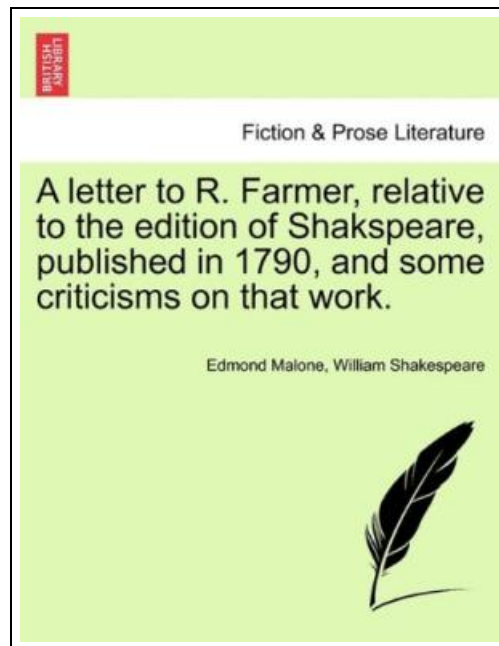 BRITISH
LIBRARY
Fiction & Prose Literature
A letter to R. Farmer, relative
to the edition of Shakspeare,
published in 1790, and some
criticisms on that work.
Edmond Malone, William Shakespeare